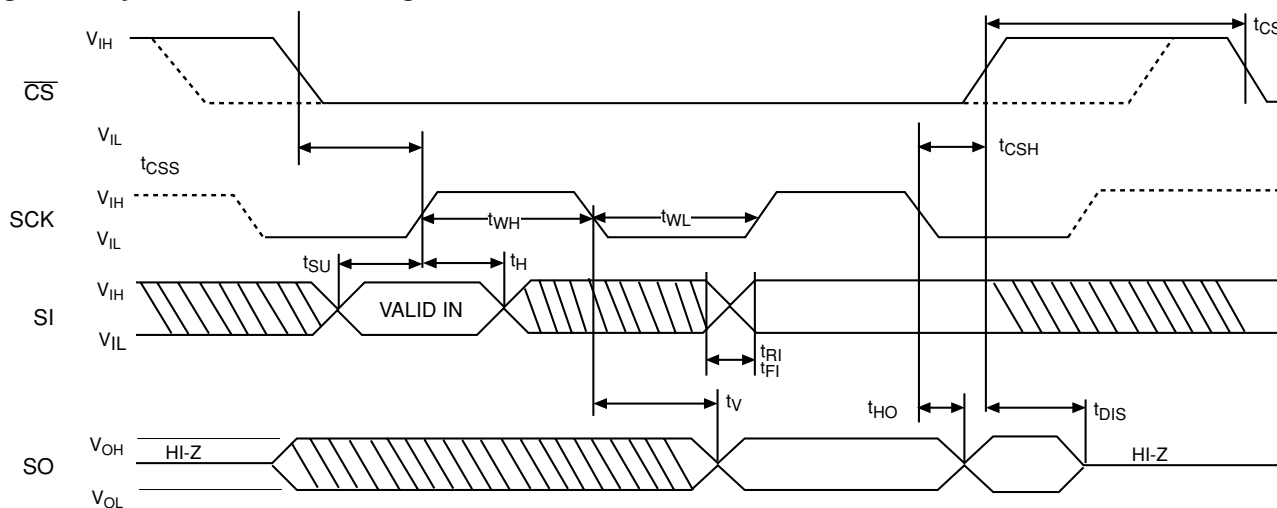 V_IH
t_CS
CS
V_IL
t_CSS
t_CSH
V_IH
SCK
t_WH
t_WL
V_IL
t_SU
t_H
V_IH
SI
VALID IN
V_IL
t_RI
t_FI
t_V
t_HO
t_DIS
V_OH
HI-Z
HI-Z
SO
V_OL